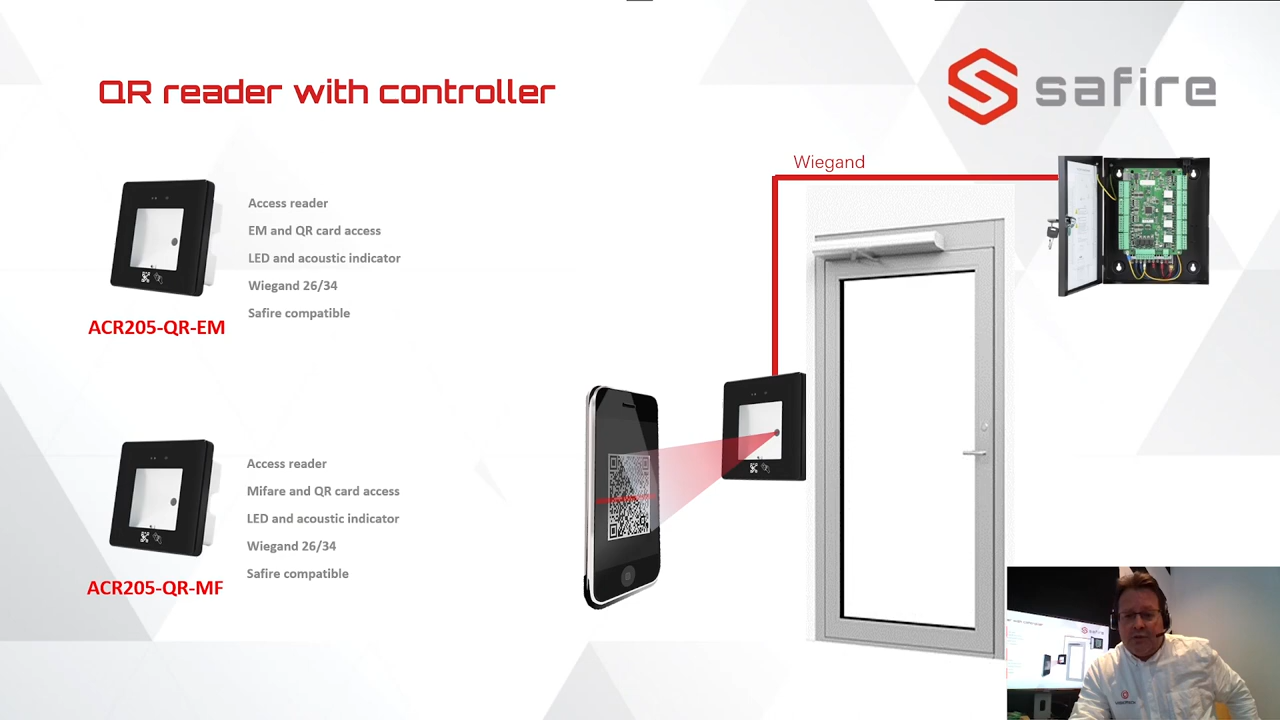 QR reader with controller
safire
Wiegand
Access reader
EM and QR card access
LED and acoustic indicator
Wiegand 26/34
Safire compatible
ACR205-QR-EM
Access reader
Mifare and QR card access
LED and acoustic indicator
Wiegand 26/34
Safire compatible
ACR205-QR-MF
safire